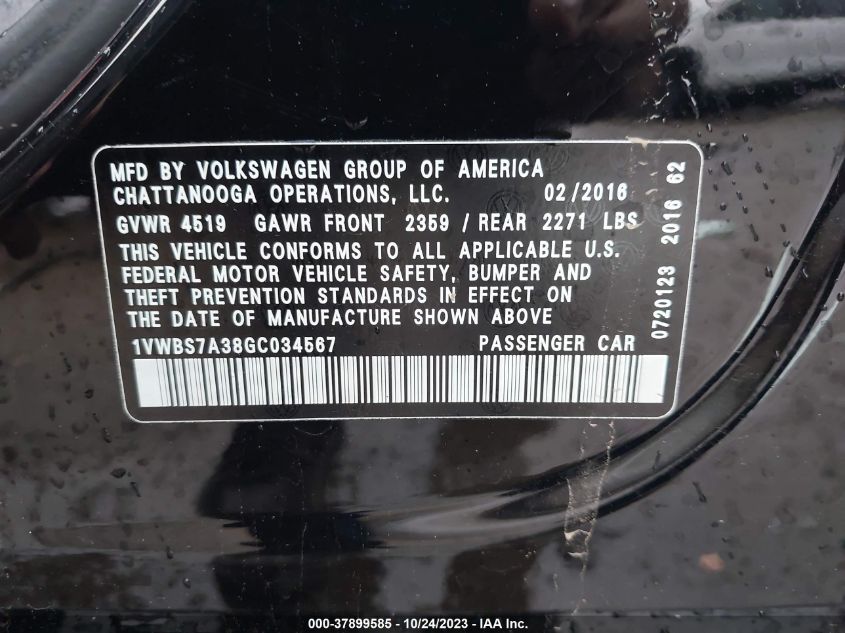 MFD BY VOLKSWAGEN GROUP OF AMERICA
CHATTANOOGA OPERATIONS, LLC. 02/2016
GVWR 4519 GAWR FRONT 2359 / REAR 2271 LBS
THIS VEHICLE CONFORMS TO ALL APPLICABLE U.S.
FEDERAL MOTOR VEHICLE SAFETY, BUMPER AND
THEFT PREVENTION STANDARDS IN EFFECT ON
THE DATE OF MANUFACTURE SHOWN ABOVE
1VWBS7A38GC034567 PASSENGER CAR
0720123 2016 62
000-37899585 - 10/24/2023 - IAA Inc.